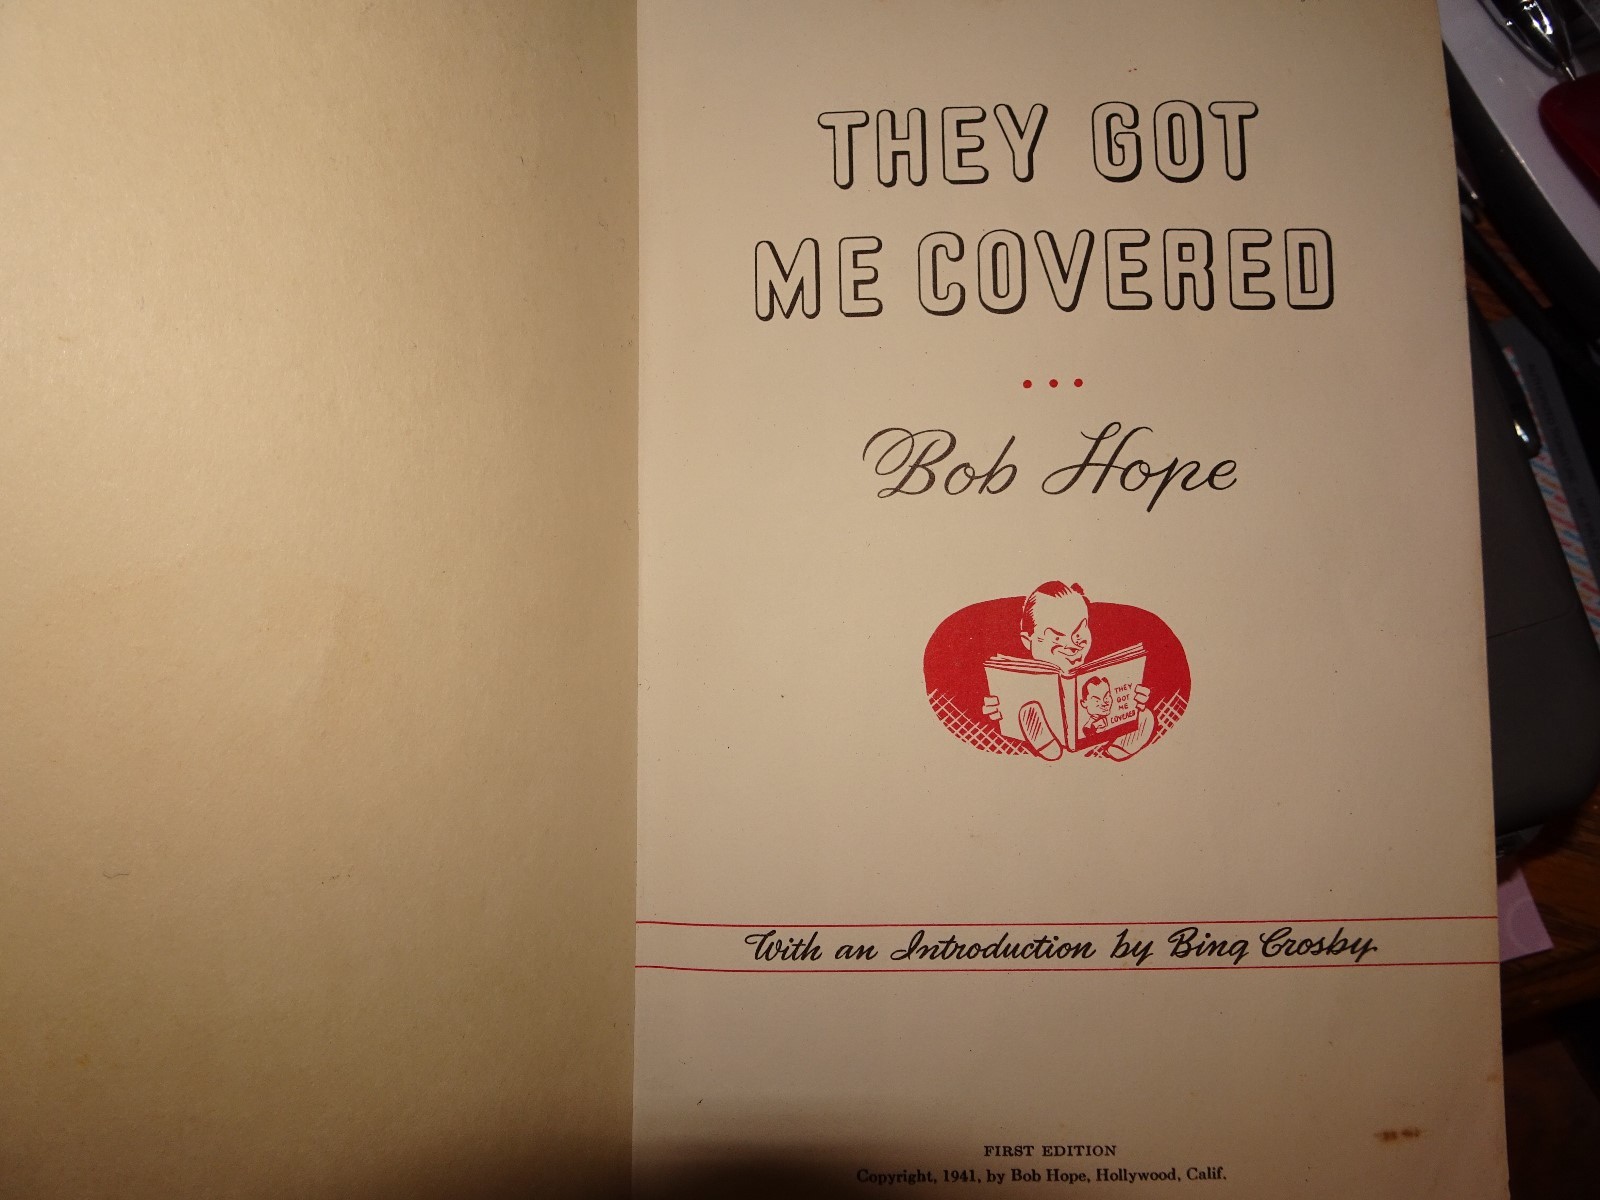 THEY GOT
ME COVERED
...
Bob Hope
THEY
GOT
ME
COVERED
With an Introduction by Bing Crosby
FIRST EDITION
Copyright, 1941, by Bob Hope, Hollywood, Calif.